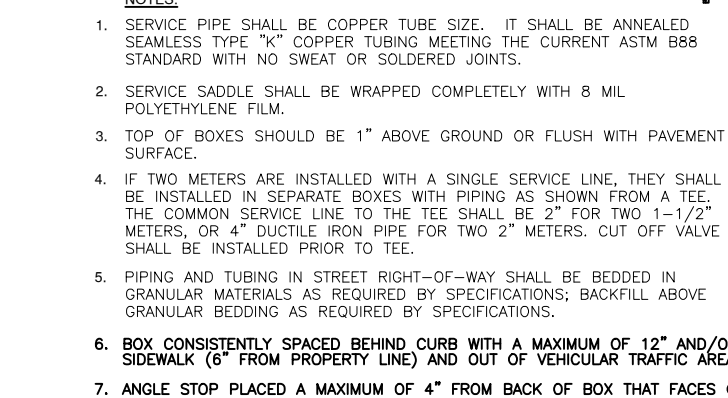 NOTES:
1. SERVICE PIPE SHALL BE COPPER TUBE SIZE. IT SHALL BE ANNEALED
SEAMLESS TYPE "K" COPPER TUBING MEETING THE CURRENT ASTM B88
STANDARD WITH NO SWEAT OR SOLDERED JOINTS.
2. SERVICE SADDLE SHALL BE WRAPPED COMPLETELY WITH 8 MIL
POLYETHYLENE FILM.
3. TOP OF BOXES SHOULD BE 1" ABOVE GROUND OR FLUSH WITH PAVEMENT
SURFACE.
4. IF TWO METERS ARE INSTALLED WITH A SINGLE SERVICE LINE, THEY SHALL
BE INSTALLED IN SEPARATE BOXES WITH PIPING AS SHOWN FROM A TEE.
THE COMMON SERVICE LINE TO THE TEE SHALL BE 2" FOR TWO 1-1/2"
METERS, OR 4" DUCTILE IRON PIPE FOR TWO 2" METERS. CUT OFF VALVE
SHALL BE INSTALLED PRIOR TO TEE.
5. PIPING AND TUBING IN STREET RIGHT-OF-WAY SHALL BE BEDDED IN
GRANULAR MATERIALS AS REQUIRED BY SPECIFICATIONS; BACKFILL ABOVE
GRANULAR BEDDING AS REQUIRED BY SPECIFICATIONS.
6. BOX CONSISTENTLY SPACED BEHIND CURB WITH A MAXIMUM OF 12" AND/O
SIDEWALK (6" FROM PROPERTY LINE) AND OUT OF VEHICULAR TRAFFIC AREA
7. ANGLE STOP PLACED A MAXIMUM OF 4" FROM BACK OF BOX THAT FACES